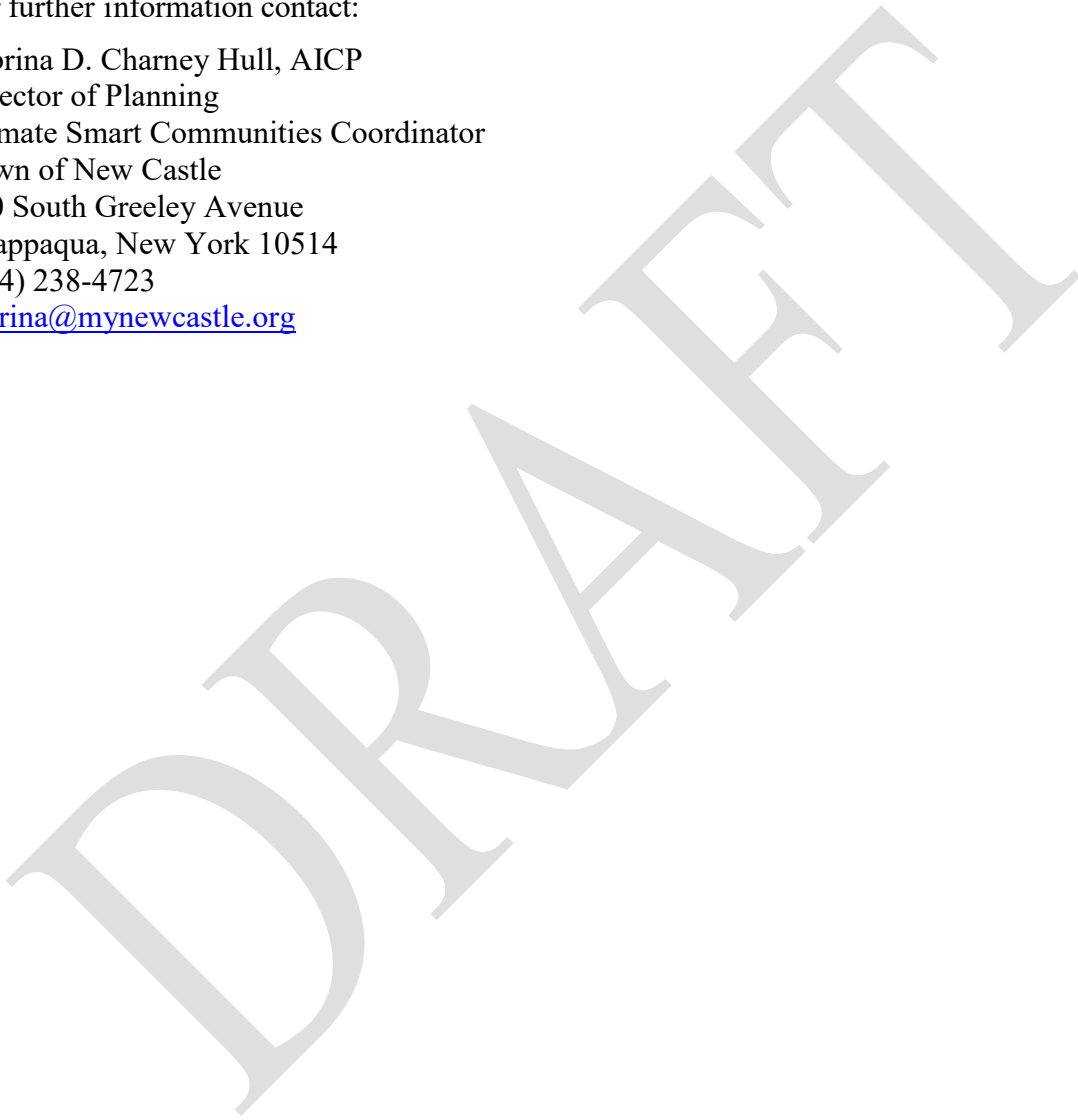 further information contact:
orina D. Charney Hull, AICP
ector of Planning
mate Smart Communities Coordinator
wn of New Castle
0 South Greeley Avenue
appaqua, New York 10514
4) 238-4723
rina@mynewcastle.org
DRAFT